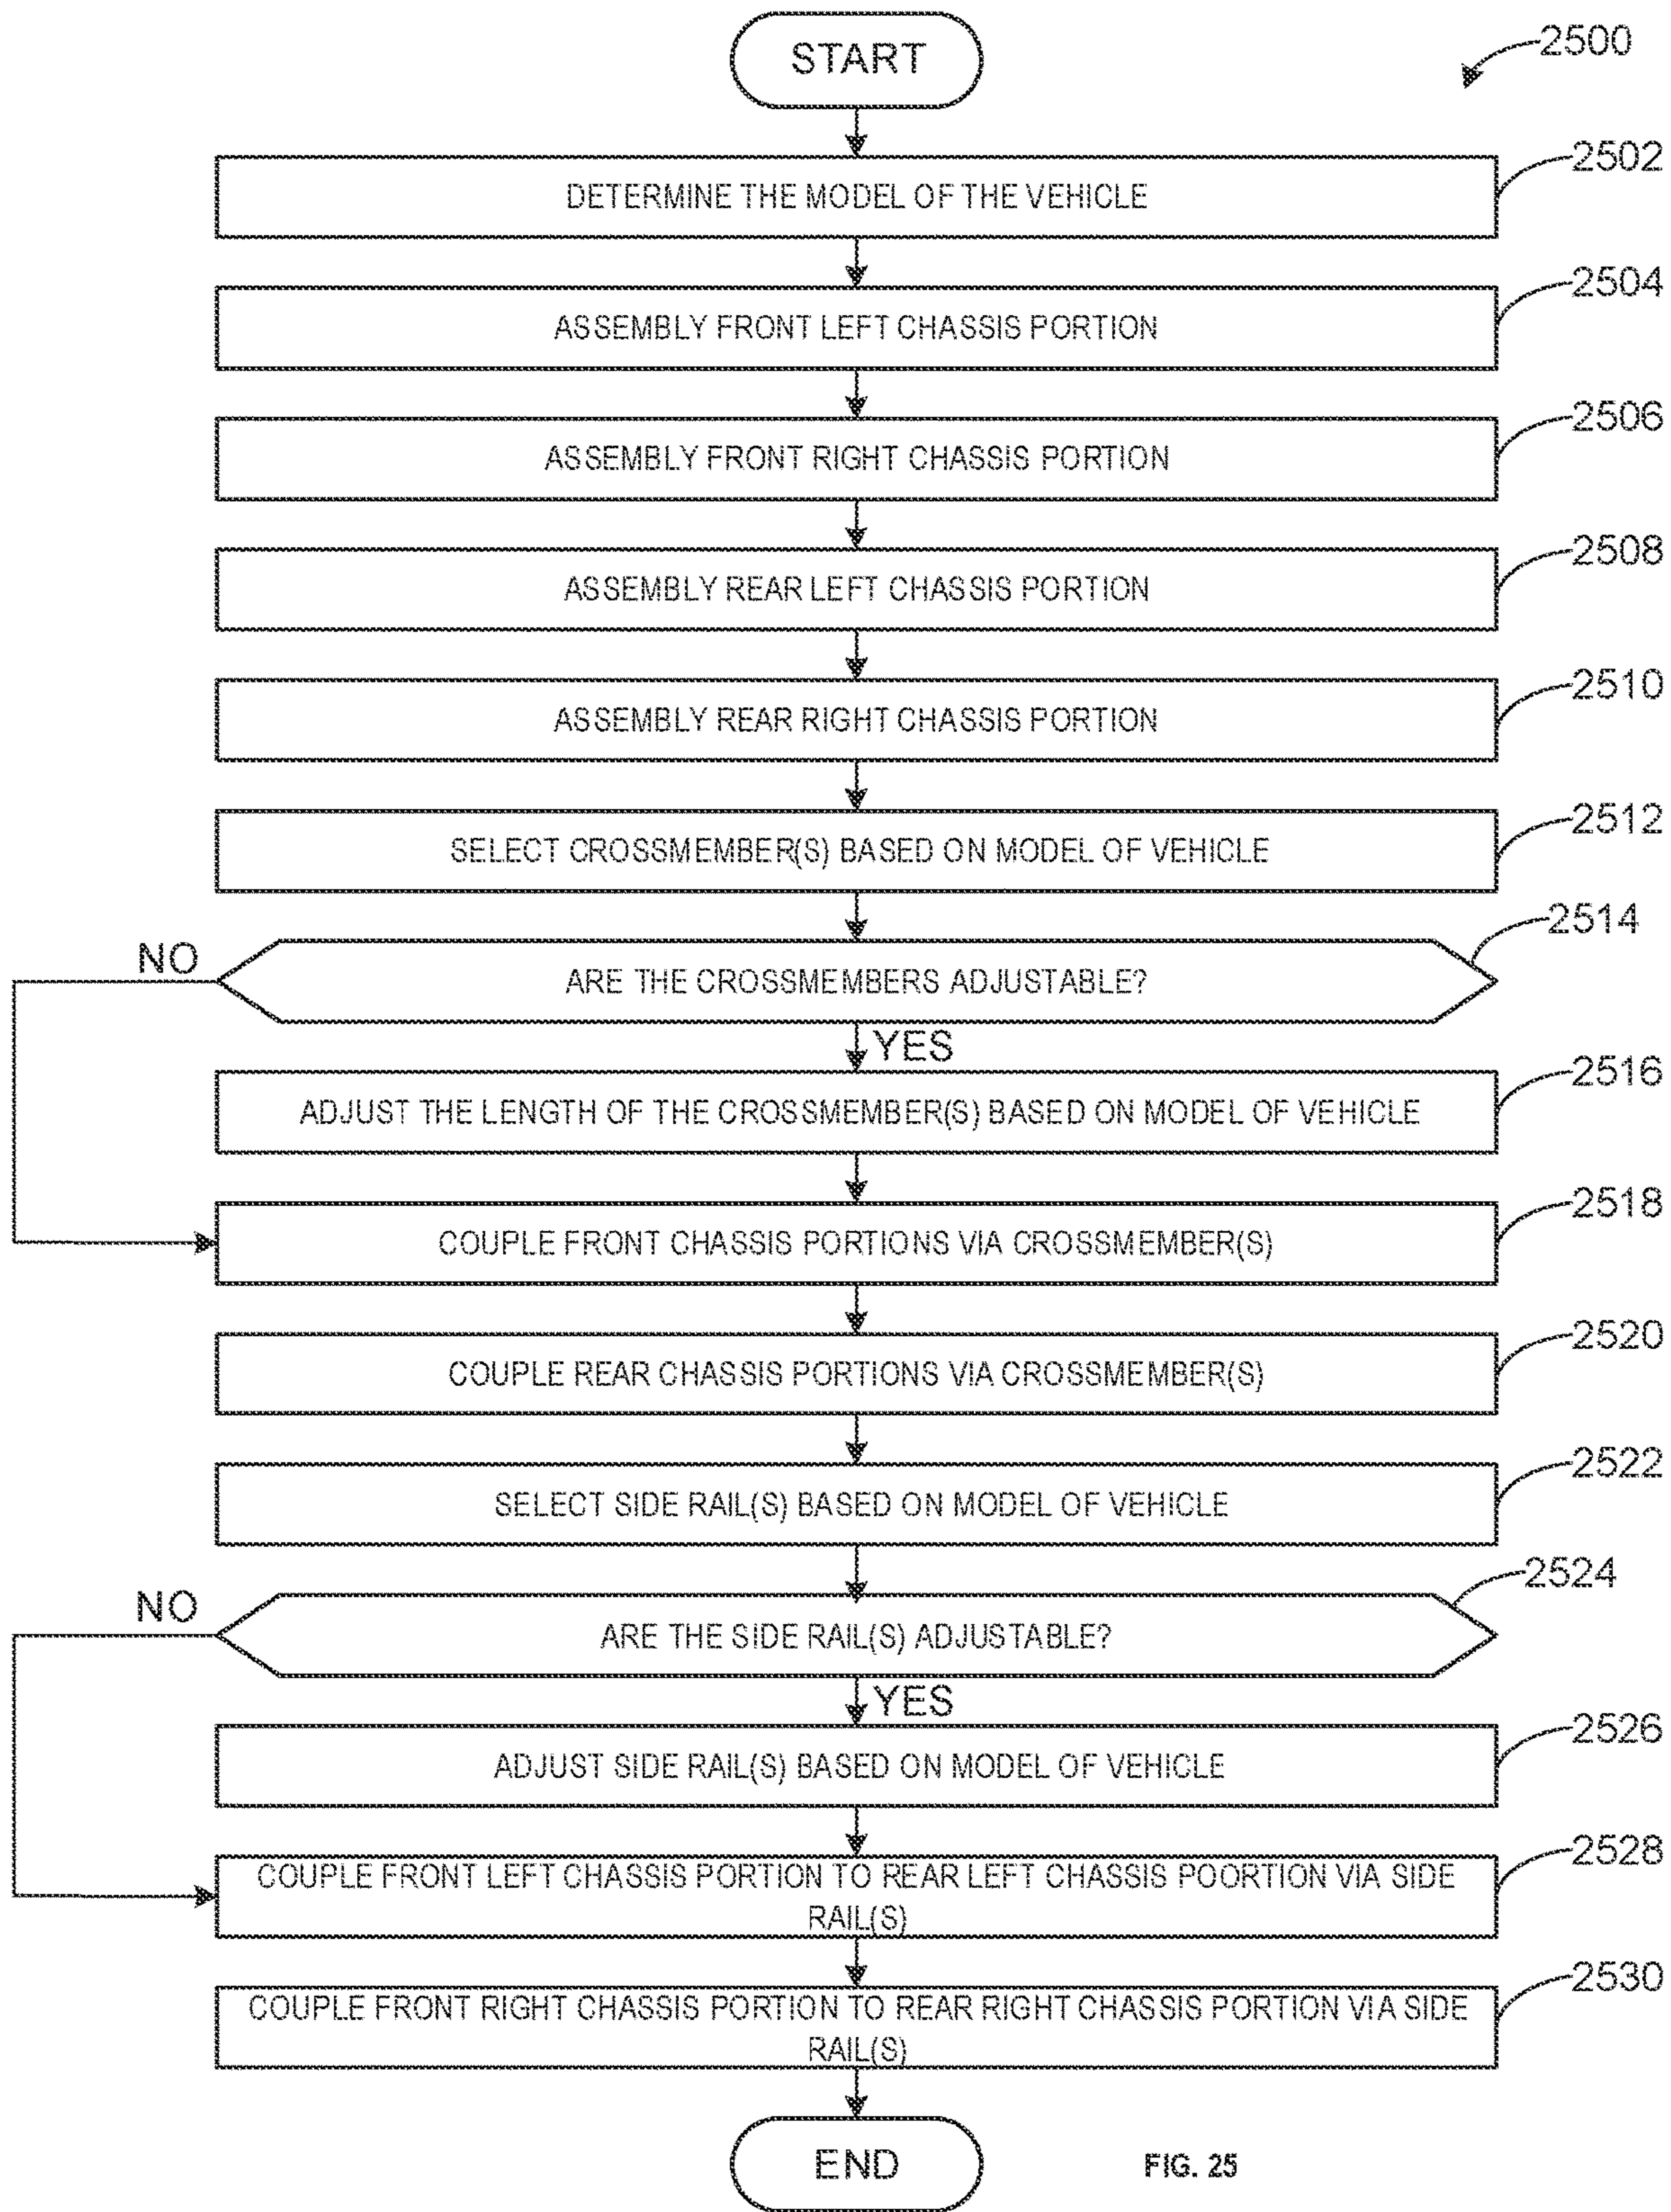 START
2500
2502
DETERMINE THE MODEL OF THE VEHICLE
2504
ASSEMBLY FRONT LEFT CHASSIS PORTION
2506
ASSEMBLY FRONT RIGHT CHASSIS PORTION
2508
ASSEMBLY REAR LEFT CHASSIS PORTION
2510
ASSEMBLY REAR RIGHT CHASSIS PORTION
2512
SELECT CROSSMEMBER(S) BASED ON MODEL OF VEHICLE
2514
NO
ARE THE CROSSMEMBERS ADJUSTABLE?
YES
2516
ADJUST THE LENGTH OF THE CROSSMEMBER(S) BASED ON MODEL OF VEHICLE
2518
COUPLE FRONT CHASSIS PORTIONS VIA CROSSMEMBER(S)
2520
COUPLE REAR CHASSIS PORTIONS VIA CROSSMEMBER(S)
2522
SELECT SIDE RAIL(S) BASED ON MODEL OF VEHICLE
2524
NO
ARE THE SIDE RAIL(S) ADJUSTABLE?
YES
2526
ADJUST SIDE RAIL(S) BASED ON MODEL OF VEHICLE
2528
COUPLE FRONT LEFT CHASSIS PORTION TO REAR LEFT CHASSIS POORTION VIA SIDE
RAIL(S)
2530
COUPLE FRONT RIGHT CHASSIS PORTION TO REAR RIGHT CHASSIS PORTION VIA SIDE
RAIL(S)
END
FIG. 25